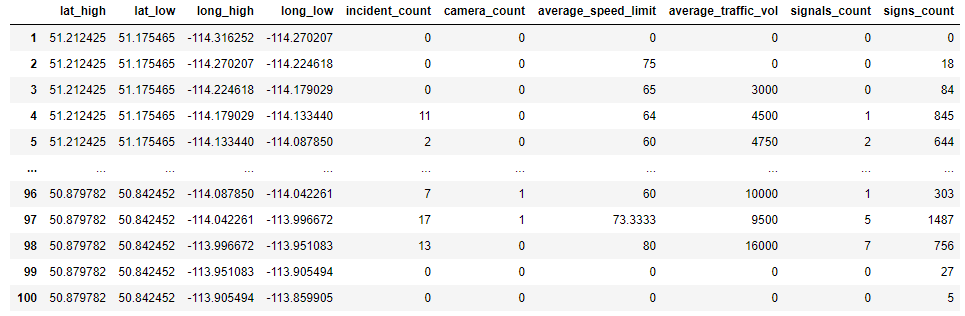 lat_high lat_low long_high long_low incident_count camera_count average_speed_limit average_traffic_vol signals_count signs_count
1 51.212425 51.175465 -114.316252 -114.270207 0 0 0 0 0 0
2 51.212425 51.175465 -114.270207 -114.224618 0 0 75 0 0 18
3 51.212425 51.175465 -114.224618 -114.179029 0 0 65 3000 0 84
4 51.212425 51.175465 -114.179029 -114.133440 11 0 64 4500 1 845
5 51.212425 51.175465 -114.133440 -114.087850 2 0 60 4750 2 644
... ... ... ... ... ... ... ... ... ... ...
96 50.879782 50.842452 -114.087850 -114.042261 7 1 60 10000 1 303
97 50.879782 50.842452 -114.042261 -113.996672 17 1 73.3333 9500 5 1487
98 50.879782 50.842452 -113.996672 -113.951083 13 0 80 16000 7 756
99 50.879782 50.842452 -113.951083 -113.905494 0 0 0 0 0 27
100 50.879782 50.842452 -113.905494 -113.859905 0 0 0 0 0 5